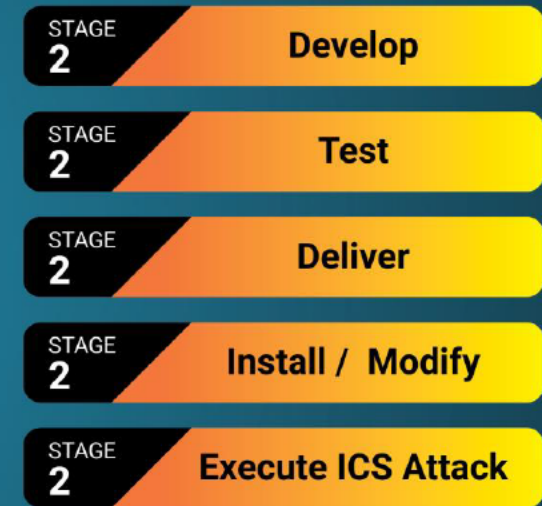 STAGE
2
Develop
STAGE
2
Test
STAGE
2
Deliver
STAGE
2
Install / Modify
STAGE
2
Execute ICS Attack